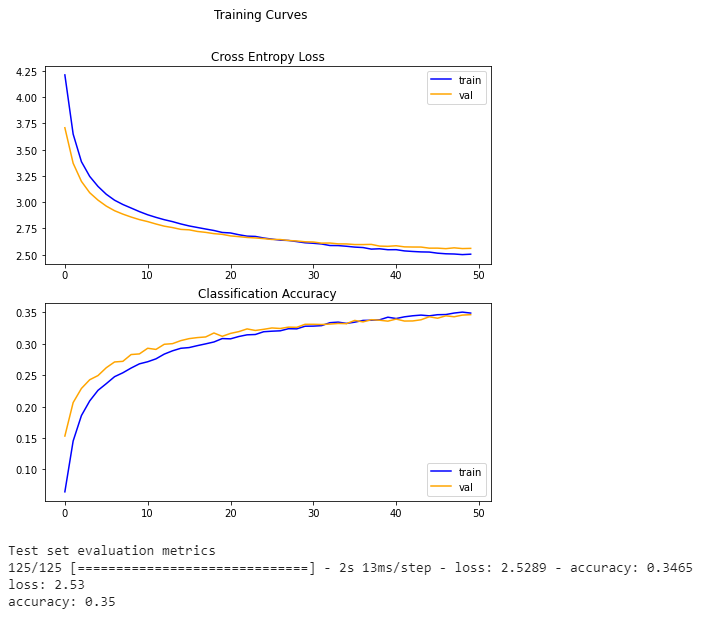 Training Curves
Cross Entropy Loss
4.25
4.00
3.75
3.50
3.25
3.00
2.75
2.50
train
val
0 10 20 30 40 50
Classification Accuracy
0.35
0.30
0.25
0.20
0.15
0.10
train
val
0 10 20 30 40 50
Test set evaluation metrics
125/125 [==============================] - 2s 13ms/step - loss: 2.5289 - accuracy: 0.3465
loss: 2.53
accuracy: 0.35